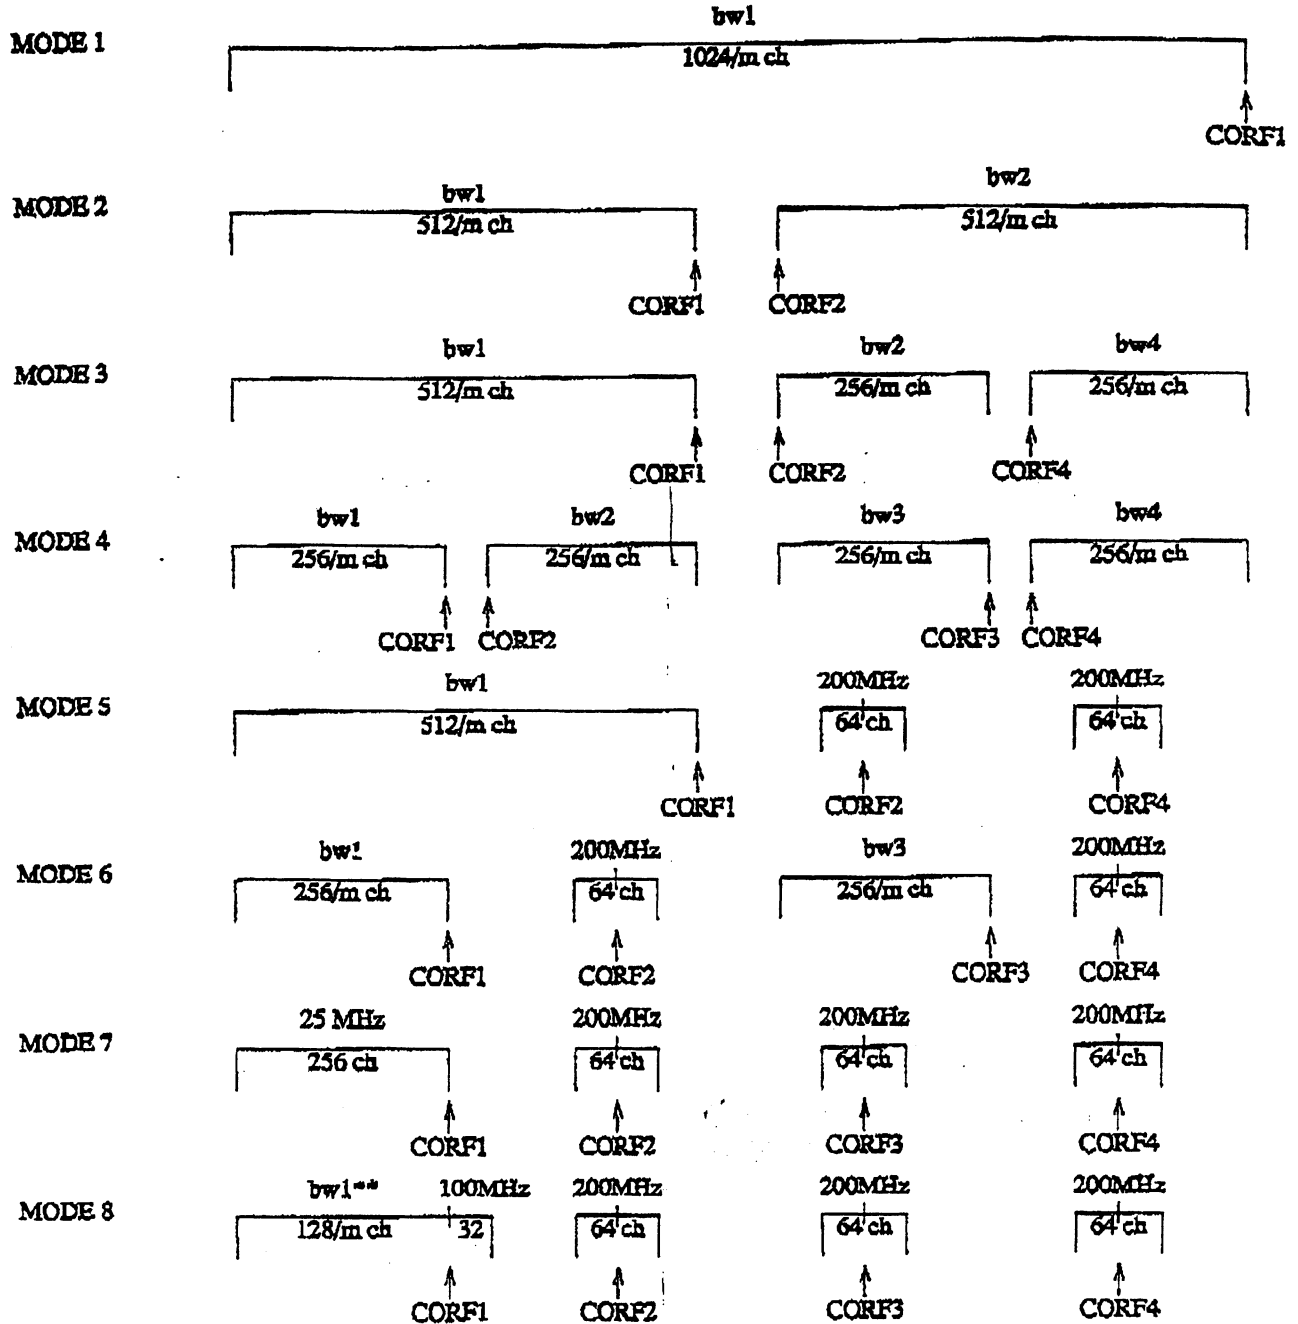 bw1
MODE 1
1024/m ch
CORF1
bw1 bw2
MODE 2
512/m ch 512/m ch
CORF1 CORF2
bw1 bw2 bw4
MODE 3
512/m ch 256/m ch 256/m ch
CORF1 CORF2 CORF4
bw1 bw2 bw3 bw4
MODE 4
256/m ch 256/m ch 256/m ch 256/m ch
CORF1 CORF2 CORF3 CORF4
bw1 200MHz 200MHz
MODE 5
512/m ch 64 ch 64 ch
CORF1 CORF2 CORF4
bw1 200MHz bw3 200MHz
MODE 6
256/m ch 64 ch 256/m ch 64 ch
CORF1 CORF2 CORF3 CORF4
25 MHz 200MHz 200MHz 200MHz
MODE 7
256 ch 64 ch 64 ch 64 ch
CORF1 CORF2 CORF3 CORF4
bw1** 100MHz 200MHz 200MHz 200MHz
MODE 8
128/m ch 32 64 ch 64 ch 64 ch
CORF1 CORF2 CORF3 CORF4